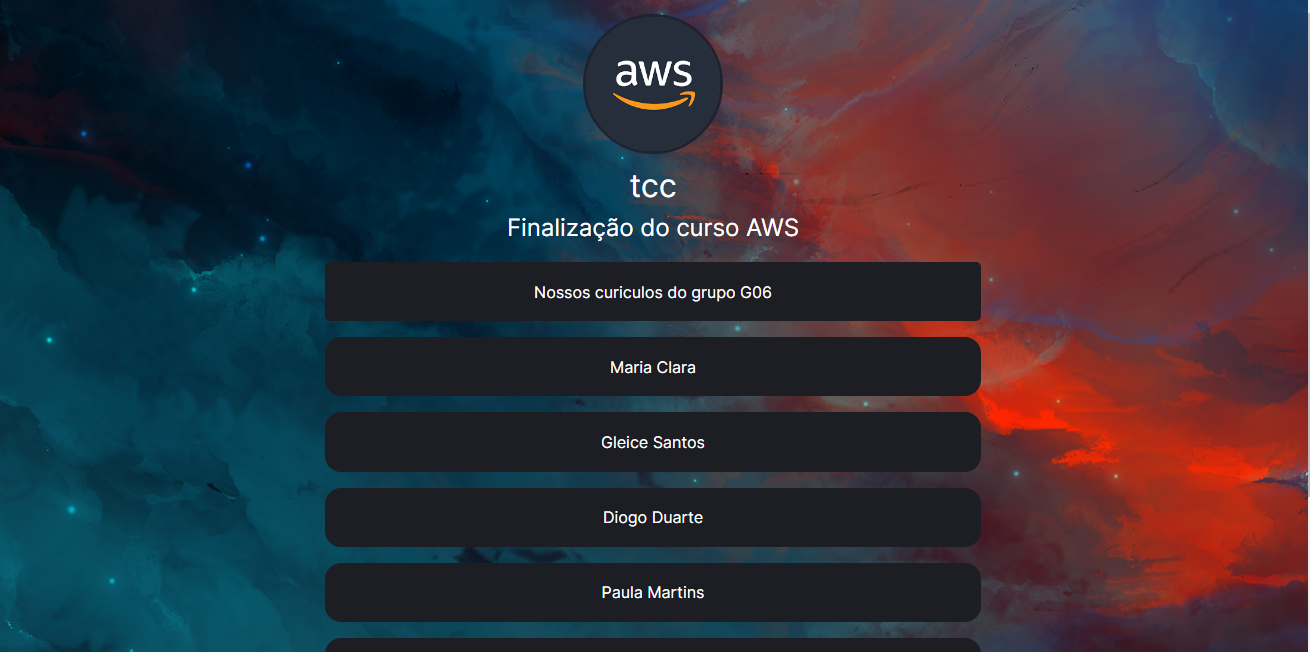 aws
tcc
Finalização do curso AWS
Nossos curiculos do grupo G06
Maria Clara
Gleice Santos
Diogo Duarte
Paula Martins